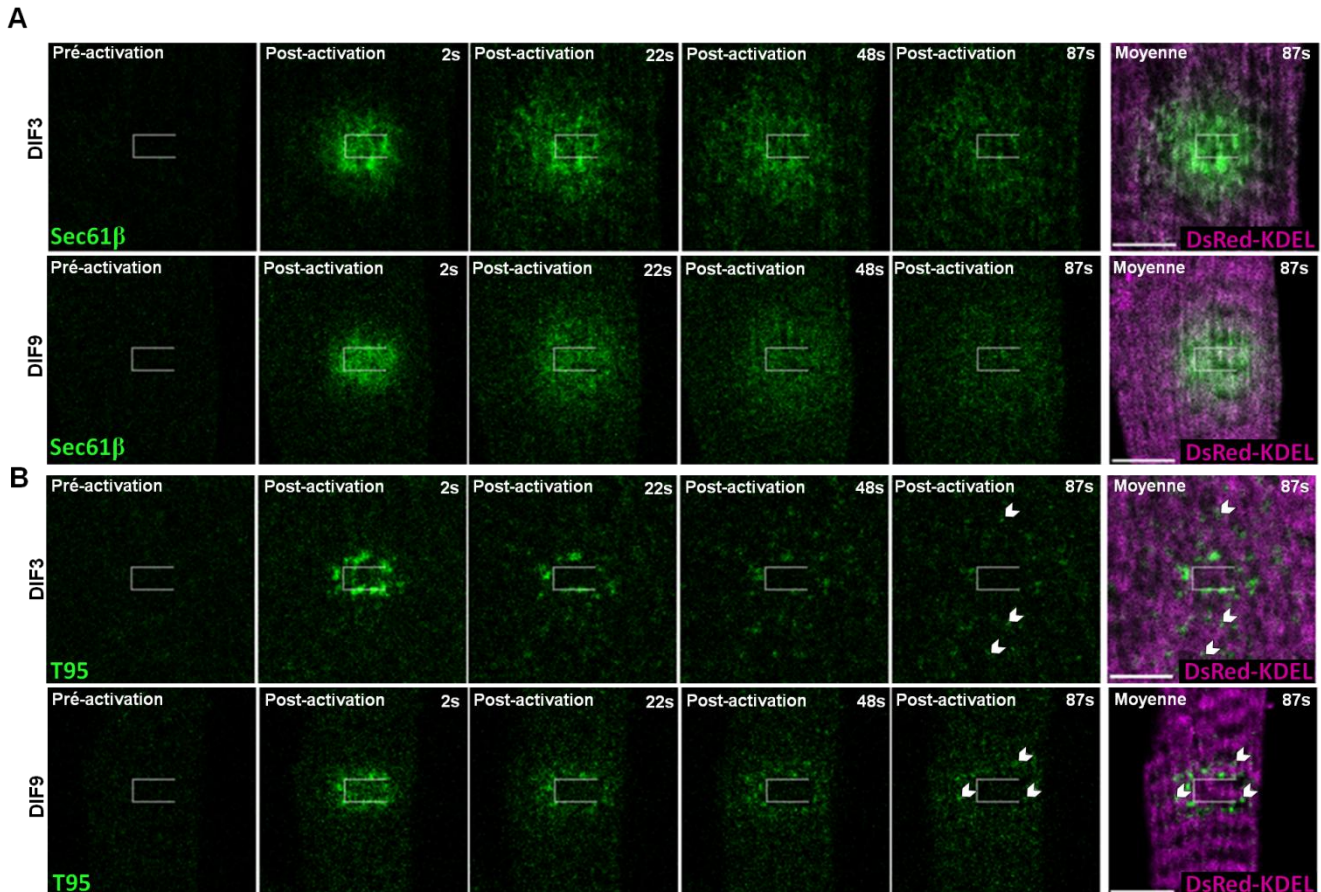 A
DIF3
Pré-activation
Post-activation 2s
Post-activation 22s
Post-activation 48s
Post-activation 87s
Moyenne 87s
Sec61β
DsRed-KDEL
DIF9
Pré-activation
Post-activation 2s
Post-activation 22s
Post-activation 48s
Post-activation 87s
Moyenne 87s
Sec61β
DsRed-KDEL
B
DIF3
Pré-activation
Post-activation 2s
Post-activation 22s
Post-activation 48s
Post-activation 87s
Moyenne 87s
T95
DsRed-KDEL
DIF9
Pré-activation
Post-activation 2s
Post-activation 22s
Post-activation 48s
Post-activation 87s
Moyenne 87s
T95
DsRed-KDEL